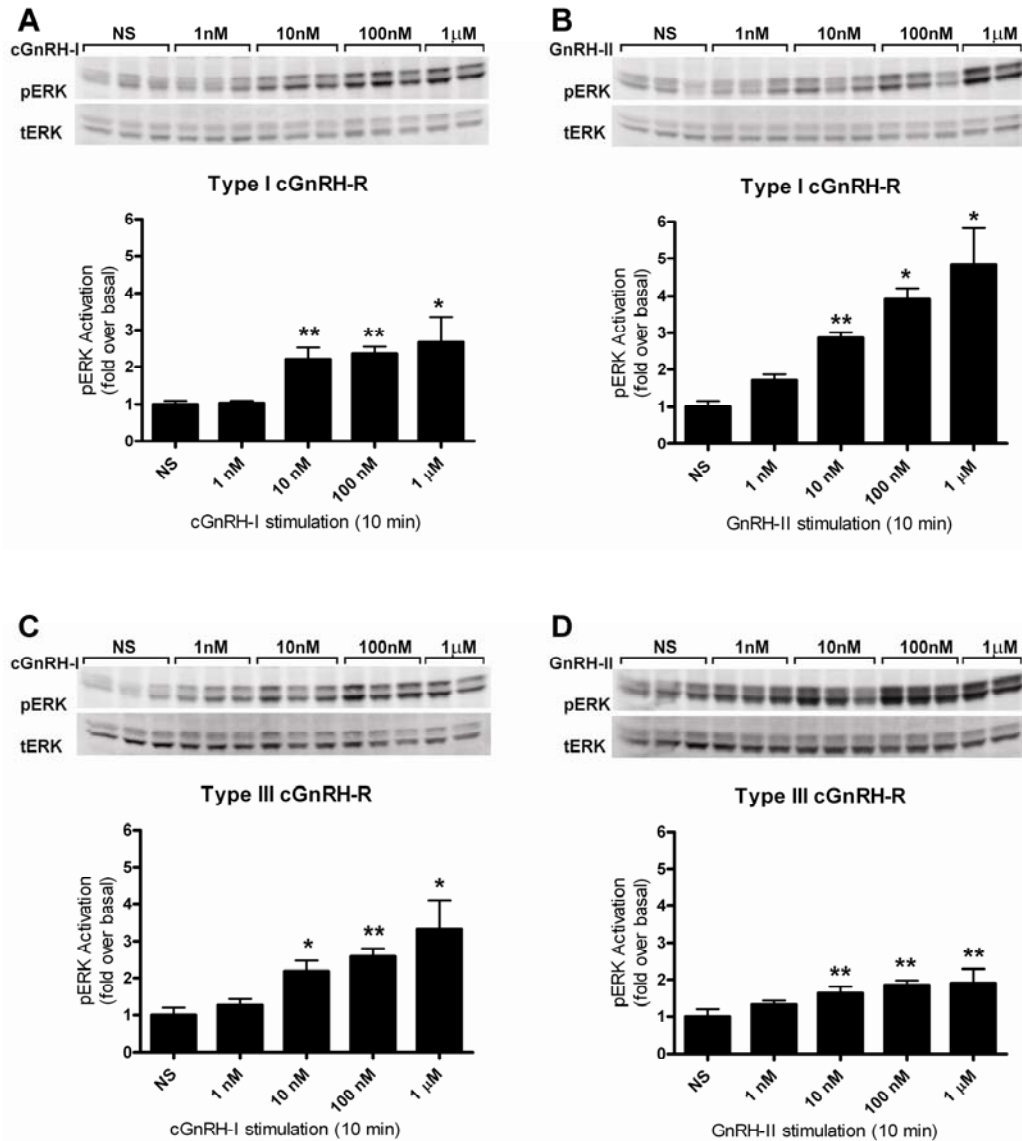 A
NS 1nM 10nM 100nM 1μM
cGnRH-I
pERK
tERK
Type I cGnRH-R
pERK Activation
(fold over basal)
6
5
4
3
2
1
0
** ** *
NS 1 nM 10 nM 100 nM 1 μM
cGnRH-I stimulation (10 min)
B
NS 1nM 10nM 100nM 1μM
GnRH-II
pERK
tERK
Type I cGnRH-R
pERK Activation
(fold over basal)
6
5
4
3
2
1
0
** * *
NS 1 nM 10 nM 100 nM 1 μM
GnRH-II stimulation (10 min)
C
NS 1nM 10nM 100nM 1μM
cGnRH-I
pERK
tERK
Type III cGnRH-R
pERK Activation
(fold over basal)
6
5
4
3
2
1
0
* ** *
NS 1 nM 10 nM 100 nM 1 μM
cGnRH-I stimulation (10 min)
D
NS 1nM 10nM 100nM 1μM
GnRH-II
pERK
tERK
Type III cGnRH-R
pERK Activation
(fold over basal)
6
5
4
3
2
1
0
** ** **
NS 1 nM 10 nM 100 nM 1 μM
GnRH-II stimulation (10 min)